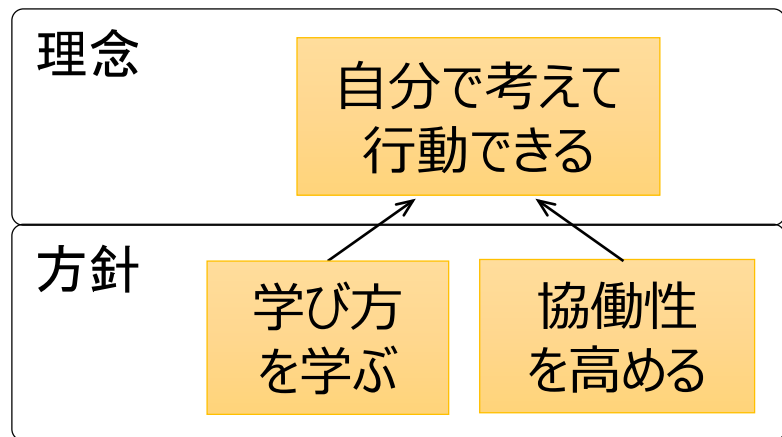 理念
自分で考えて
行動できる
方針
学び方
を学ぶ
協働性
を高める